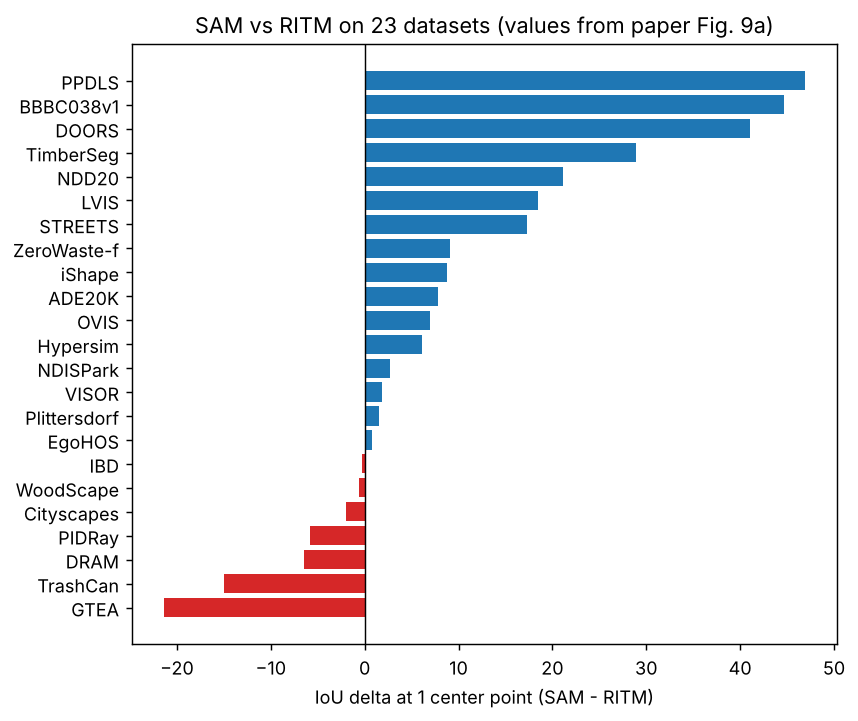 SAM vs RITM on 23 datasets (values from paper Fig. 9a)
PPDLS
BBBC038v1
DOORS
TimberSeg
NDD20
LVIS
STREETS
ZeroWaste-f
iShape
ADE20K
OVIS
Hypersim
NDISPark
VISOR
Plittersdorf
EgoHOS
IBD
WoodScape
Cityscapes
PIDRay
DRAM
TrashCan
GTEA
−20 −10 0 10 20 30 40 50
IoU delta at 1 center point (SAM - RITM)